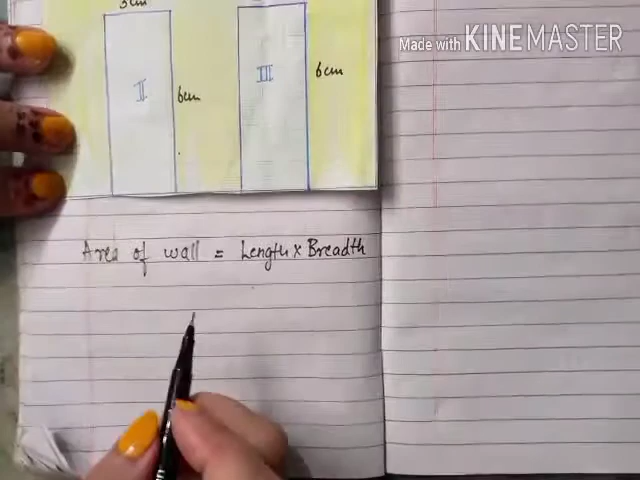 3cm
II
6cm
III
6cm
Made with KINEMASTER
Area of wall = Length x Breadth